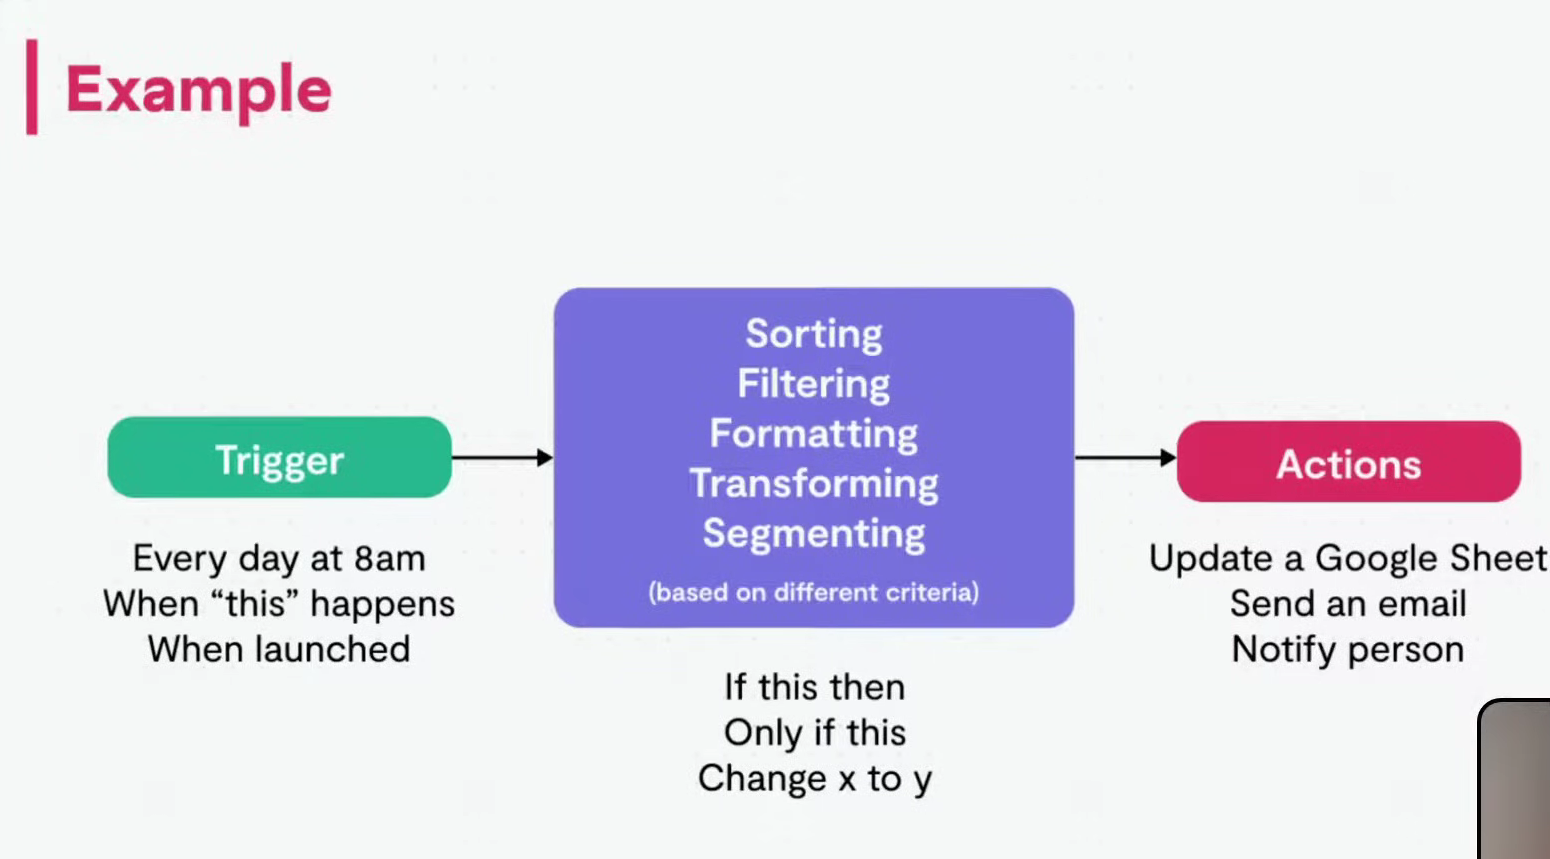 Example
Trigger
Every day at 8am
When “this” happens
When launched
Sorting
Filtering
Formatting
Transforming
Segmenting
(based on different criteria)
If this then
Only if this
Change x to y
Actions
Update a Google Sheet
Send an email
Notify person